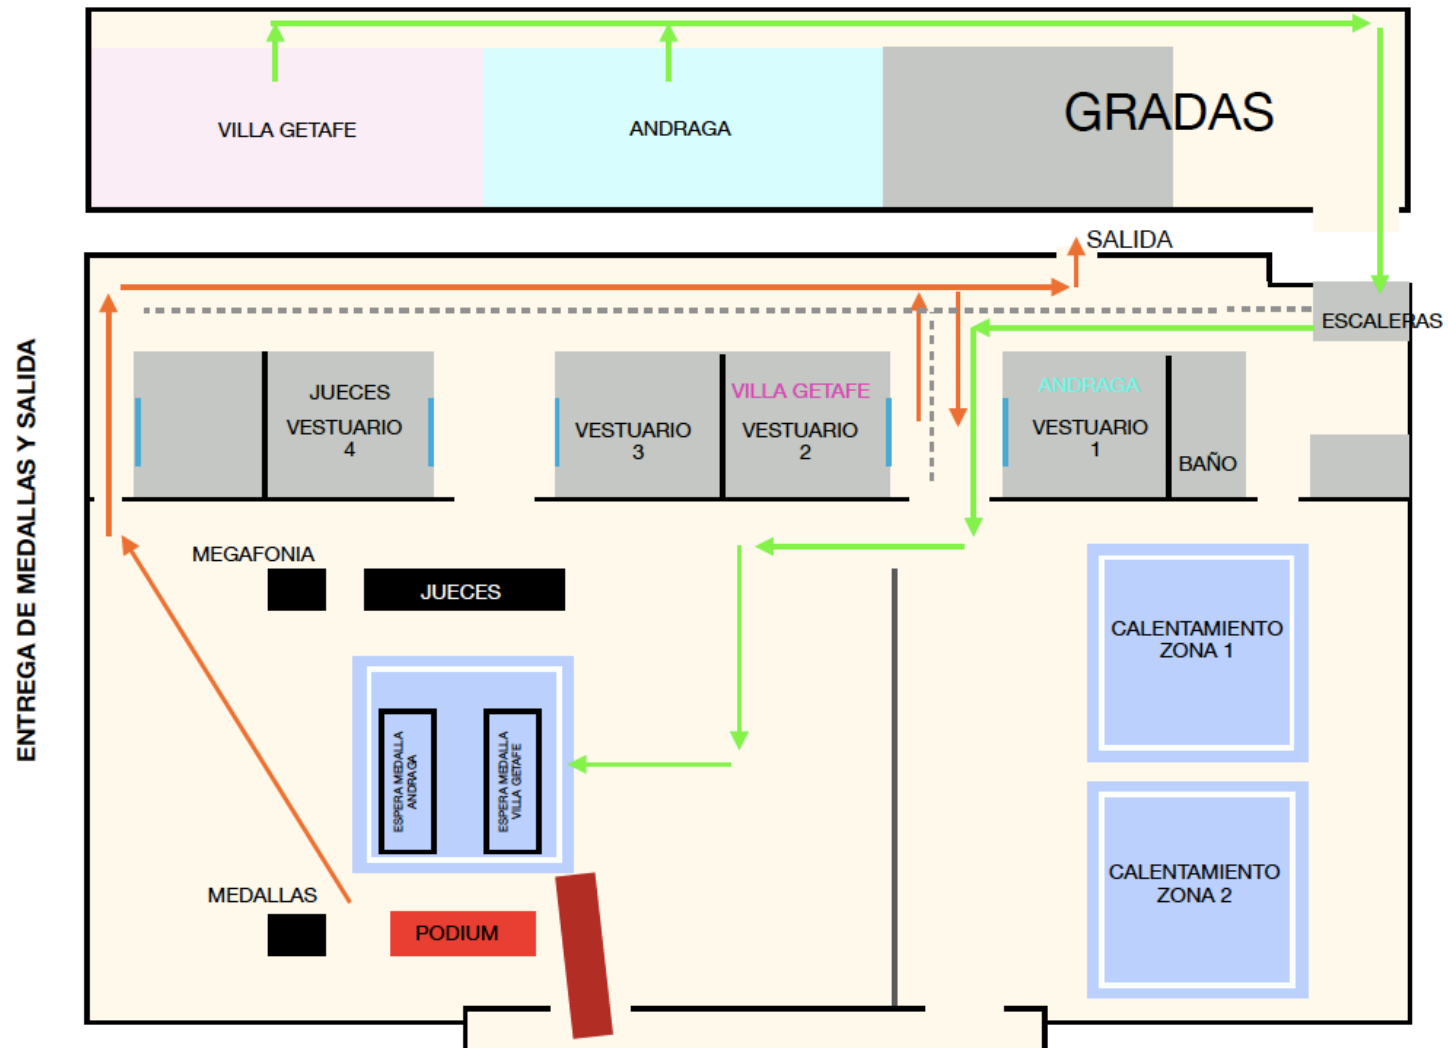 VILLA GETAFE
ANDRAGA
GRADAS
SALIDA
ESCALERAS
ENTREGA DE MEDALLAS Y SALIDA
JUECES
VESTUARIO
4
VESTUARIO
3
VILLA GETAFE
VESTUARIO
2
ANDRAGA
VESTUARIO
1
BAÑO
MEGAFONIA
JUECES
CALENTAMIENTO
ZONA 1
ESPERA MEDALLA
ANDRAGA
ESPERA MEDALLA
VILLA GETAFE
CALENTAMIENTO
ZONA 2
MEDALLAS
PODIUM